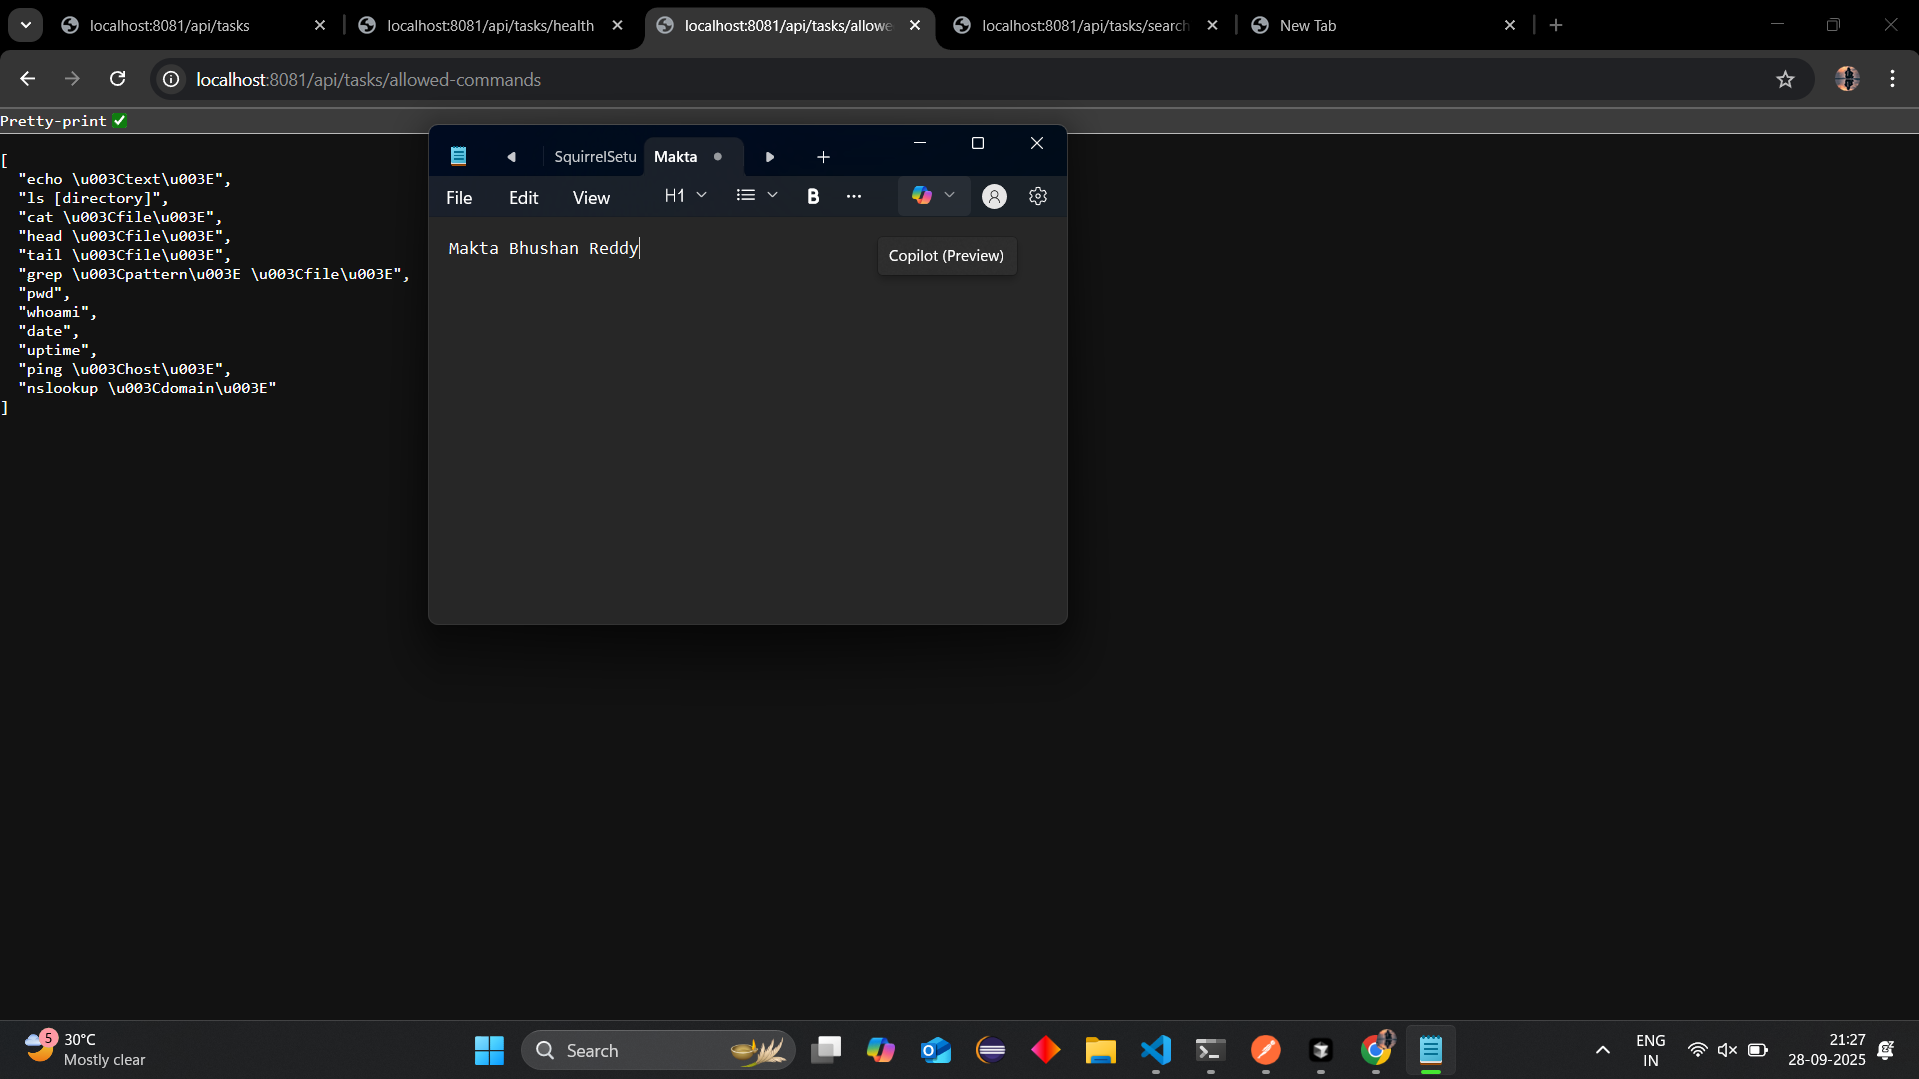 localhost:8081/api/tasks
localhost:8081/api/tasks/health
localhost:8081/api/tasks/allowe
localhost:8081/api/tasks/search
New Tab
localhost:8081/api/tasks/allowed-commands
Pretty-print
[
"echo \u003Ctext\u003E",
"ls [directory]",
"cat \u003Cfile\u003E",
"head \u003Cfile\u003E",
"tail \u003Cfile\u003E",
"grep \u003Cpattern\u003E \u003Cfile\u003E",
"pwd",
"whoami",
"date",
"uptime",
"ping \u003Chost\u003E",
"nslookup \u003Cdomain\u003E"
]
SquirrelSetu
Makta
File Edit View H1 B
Makta Bhushan Reddy
Copilot (Preview)
5
30°C
Mostly clear
Search
ENG
IN
21:27
28-09-2025